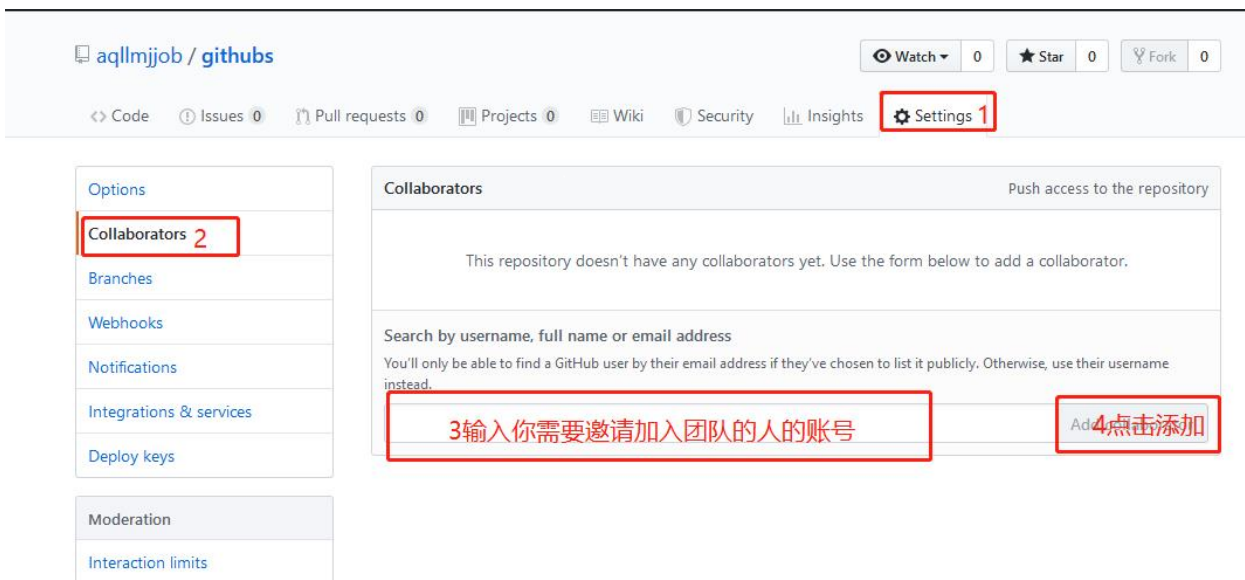 aqllmjjob / githubs
Watch 0 Star 0 Fork 0
Code Issues 0 Pull requests 0 Projects 0 Wiki Security Insights Settings 1
Options
Collaborators 2
Branches
Webhooks
Notifications
Integrations & services
Deploy keys
Moderation
Interaction limits
Collaborators Push access to the repository
This repository doesn't have any collaborators yet. Use the form below to add a collaborator.
Search by username, full name or email address
You'll only be able to find a GitHub user by their email address if they've chosen to list it publicly. Otherwise, use their username
instead.
3输入你需要邀请加入团队的人的账号
4点击添加